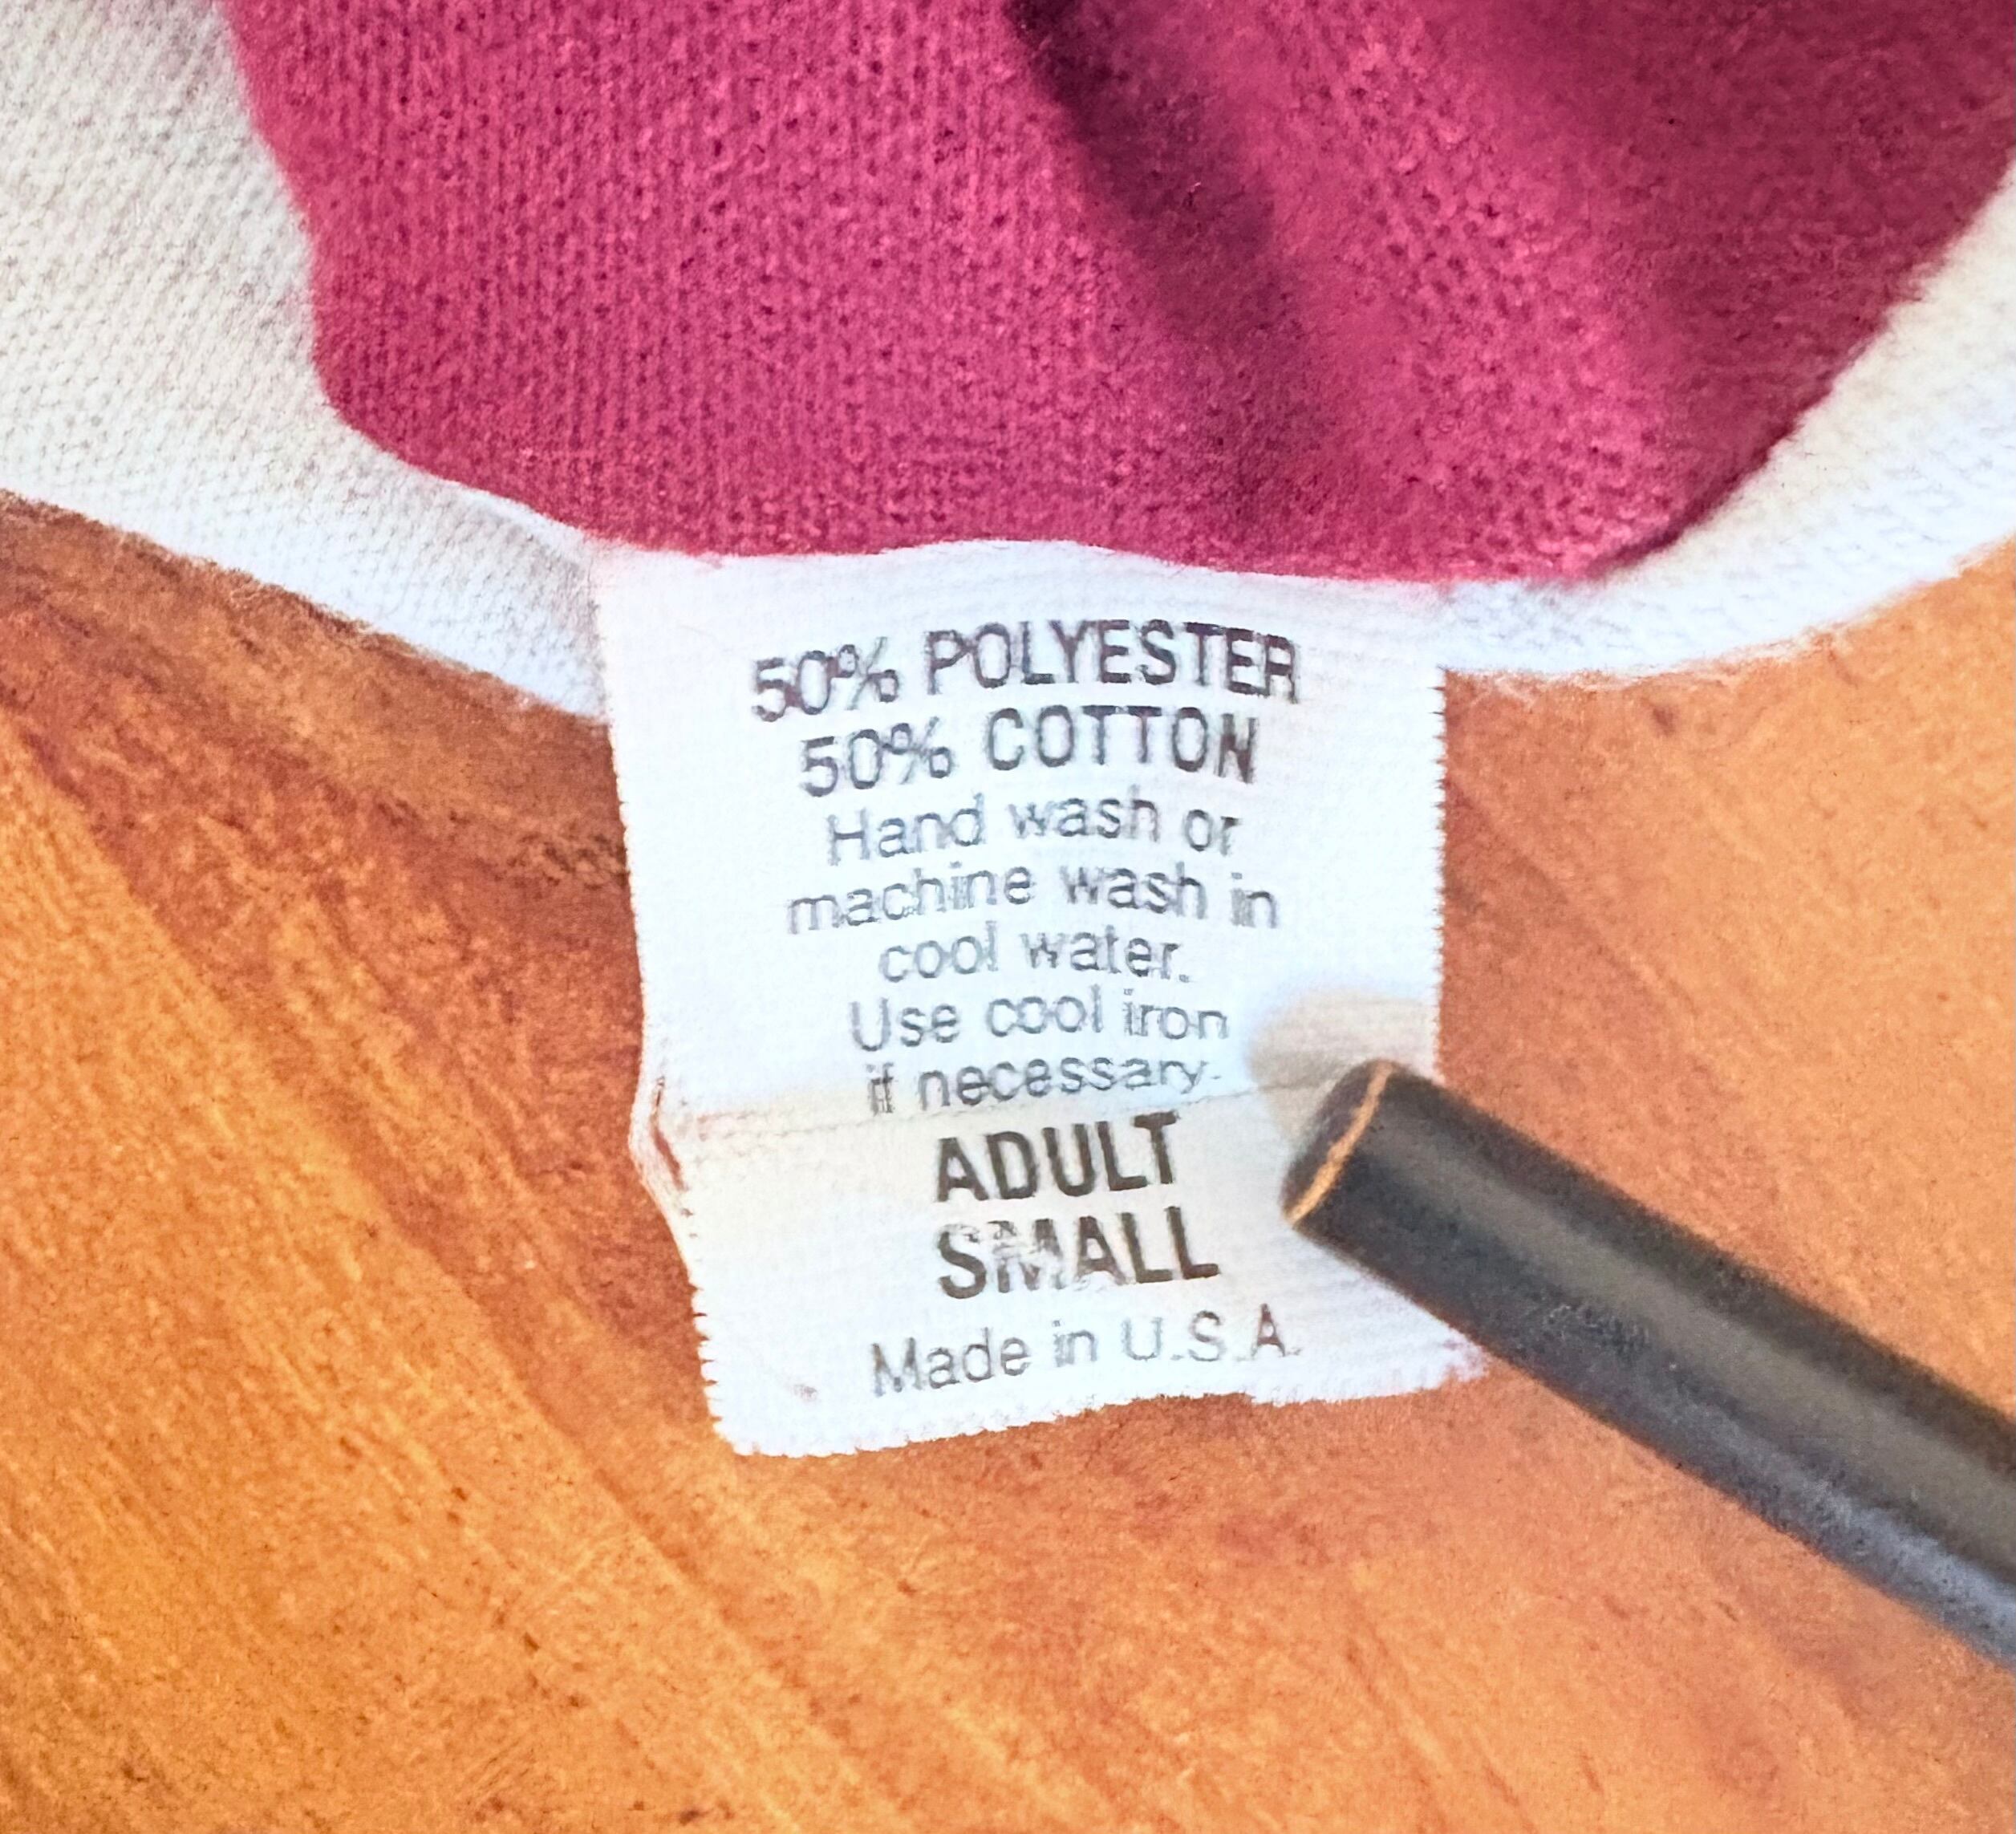 50% POLYESTER
50% COTTON
Hand wash or
machine wash in
cool water.
Use cool iron
if necessary.
ADULT
SMALL
Made in U.S.A.